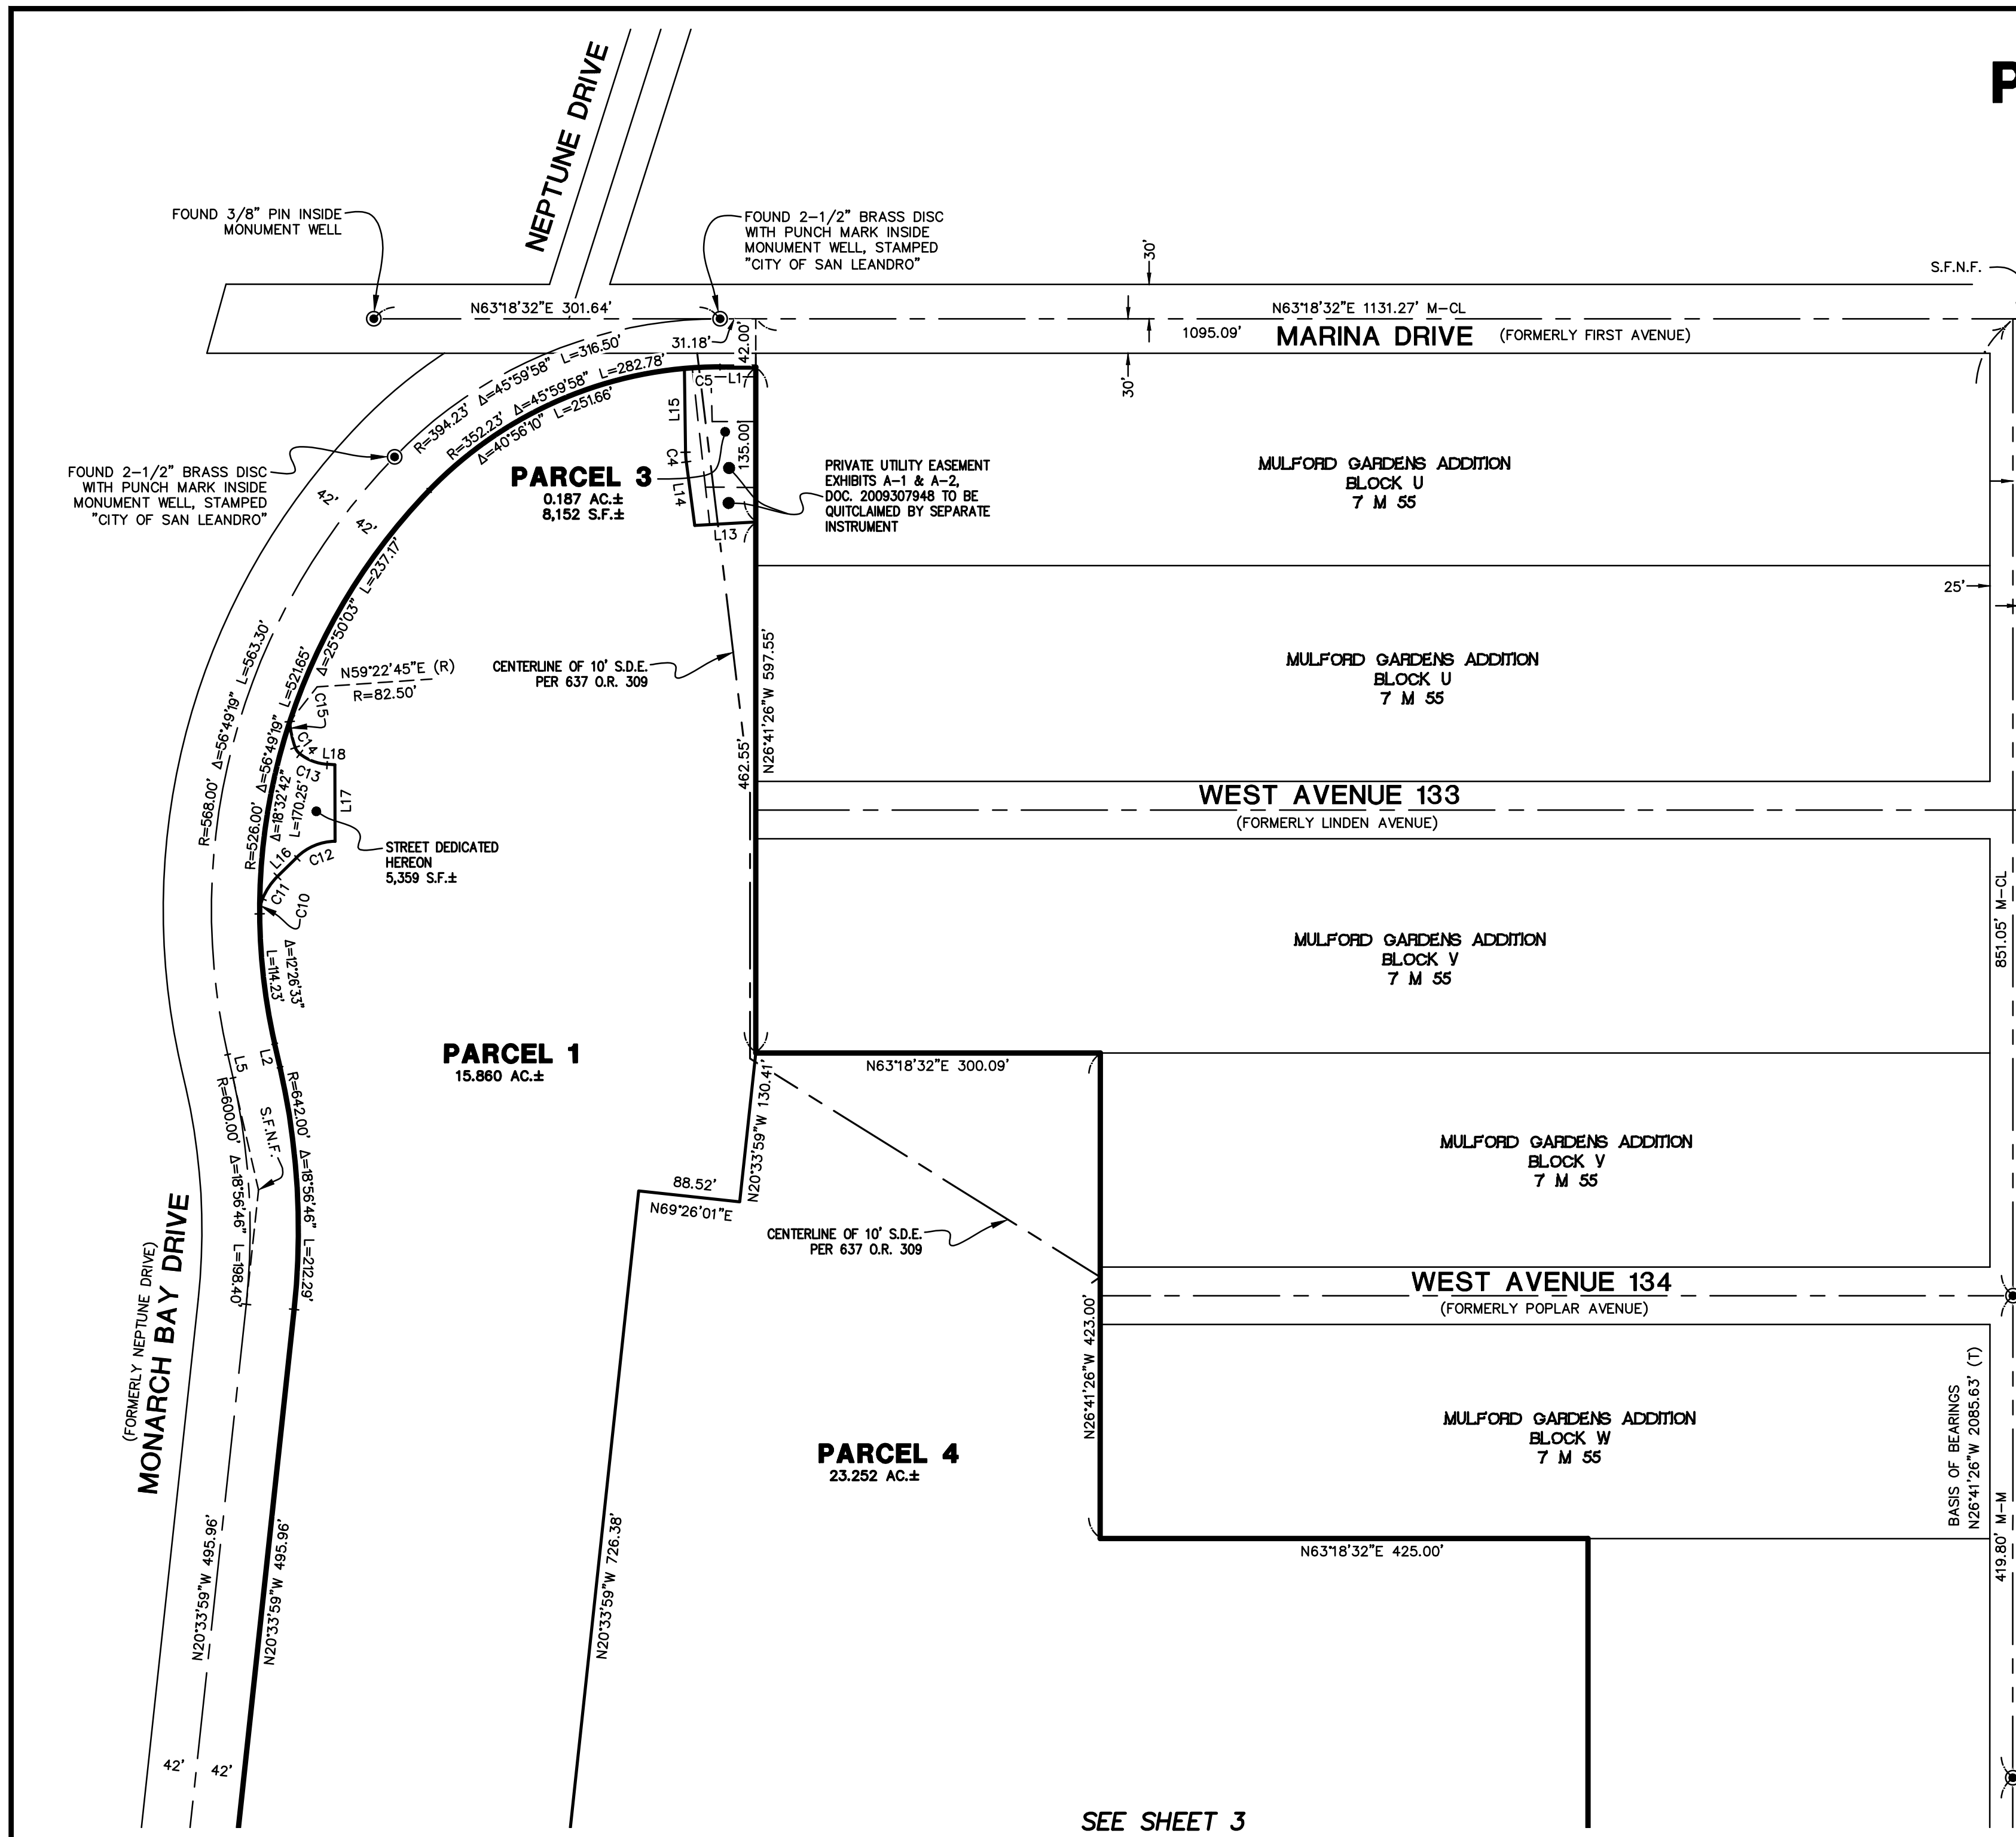 P
NEPTUNE DRIVE
FOUND 3/8" PIN INSIDE
MONUMENT WELL
FOUND 2-1/2" BRASS DISC
WITH PUNCH MARK INSIDE
MONUMENT WELL, STAMPED
"CITY OF SAN LEANDRO"
30'
S.F.N.F.
N63°18'32"E 301.64'
N63°18'32"E 1131.27' M-CL
1095.09'
MARINA DRIVE (FORMERLY FIRST AVENUE)
30'
31.18'
42.00'
R=394.23' Δ=45°59'58" L=316.50'
R=352.23' Δ=45°59'58" L=282.78'
Δ=40°56'10" L=251.66'
C5
L1
L15
C4
L14
135.00'
L13
FOUND 2-1/2" BRASS DISC
WITH PUNCH MARK INSIDE
MONUMENT WELL, STAMPED
"CITY OF SAN LEANDRO"
42'
42'
PARCEL 3
0.187 AC.±
8,152 S.F.±
PRIVATE UTILITY EASEMENT
EXHIBITS A-1 & A-2,
DOC. 2009307948 TO BE
QUITCLAIMED BY SEPARATE
INSTRUMENT
MULFORD GARDENS ADDITION
BLOCK U
7 M 55
25'
Δ=25°50'03" L=237.17'
CENTERLINE OF 10' S.D.E.
PER 637 O.R. 309
N59°22'45"E (R)
R=82.50'
MULFORD GARDENS ADDITION
BLOCK U
7 M 55
N26°41'26"W 597.55'
462.55'
R=568.00' Δ=56°49'19" L=563.30'
R=526.00' Δ=56°49'19" L=521.65'
Δ=18°32'42"
L=170.25'
C15
C14
L18
C13
L17
L16
C12
C11
C10
STREET DEDICATED
HEREON
5,359 S.F.±
WEST AVENUE 133
(FORMERLY LINDEN AVENUE)
Δ=12°26'33"
L=114.23'
MULFORD GARDENS ADDITION
BLOCK V
7 M 55
851.05' M-CL
PARCEL 1
15.860 AC.±
L5
L2
S.F.N.F.
R=600.00' Δ=18°56'46" L=198.40'
R=642.00' Δ=18°56'46" L=212.29'
N63°18'32"E 300.09'
N20°33'59"W 130.41'
88.52'
N69°26'01"E
CENTERLINE OF 10' S.D.E.
PER 637 O.R. 309
MULFORD GARDENS ADDITION
BLOCK V
7 M 55
(FORMERLY NEPTUNE DRIVE)
MONARCH BAY DRIVE
WEST AVENUE 134
(FORMERLY POPLAR AVENUE)
N26°41'26"W 423.00'
MULFORD GARDENS ADDITION
BLOCK W
7 M 55
BASIS OF BEARINGS
N26°41'26"W 2085.63' (T)
419.80' M-M
PARCEL 4
23.252 AC.±
N63°18'32"E 425.00'
N20°33'59"W 495.96'
N20°33'59"W 495.96'
N20°33'59"W 726.38'
42'
42'
SEE SHEET 3